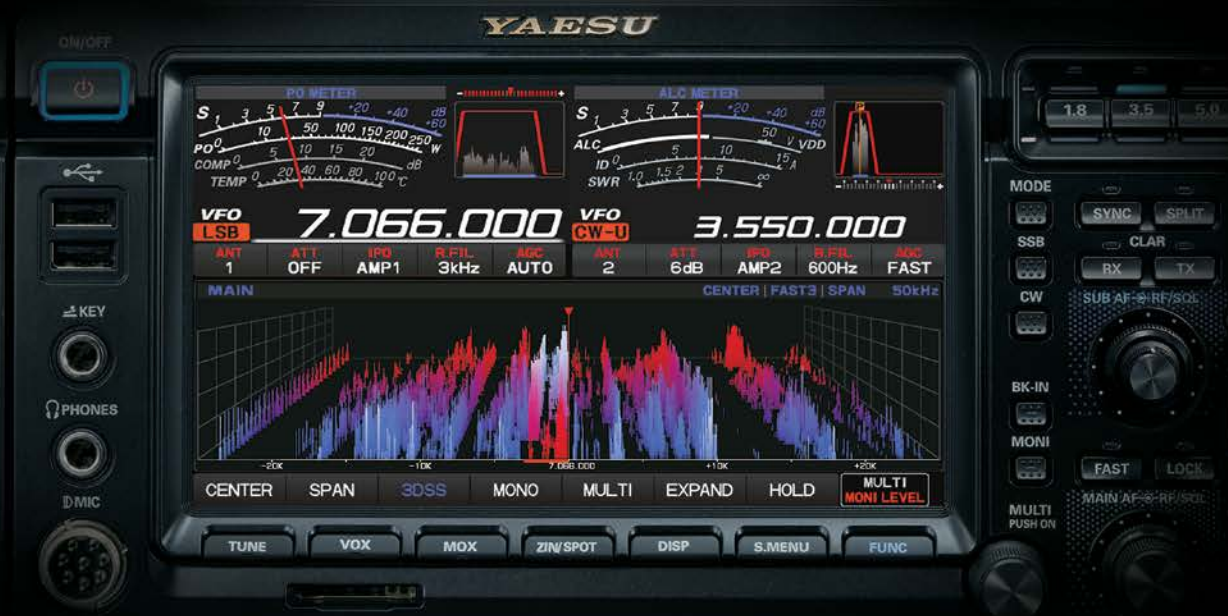 YAESU
ON/OFF
1.8 3.5 5.0
PO METER
S 1 3 5 7 9 +20 +40 +60 dB
PO 0 10 50 100 150 200 250 W
COMP 0 5 10 15 20 dB
TEMP 0 20 40 60 80 100 °C
- +
ALC METER
S 1 3 5 7 9 +20 +40 +60 dB
ALC 50 V VDD
ID 0 5 10 15 A
SWR 1.0 1.5 2 5 ∞
- +
VFO
LSB
7.066.000
VFO
CW-U
3.550.000
ANT ATT IPO R.FIL AGC
1 OFF AMP1 3kHz AUTO
ANT ATT IPO R.FIL AGC
2 6dB AMP2 600Hz FAST
MAIN CENTER | FAST3 | SPAN 50kHz
-20K -10K 7.066.000 +10K +20K
CENTER SPAN 3DSS MONO MULTI EXPAND HOLD MULTI
MONI LEVEL
TUNE VOX MOX ZIN/SPOT DISP S.MENU FUNC
KEY
PHONES
MIC
MODE
SSB
CW
BK-IN
MONI
MULTI
PUSH ON
SYNC SPLIT
CLAR
RX TX
SUB AF RF/SQL
FAST LOCK
MAIN AF RF/SQL